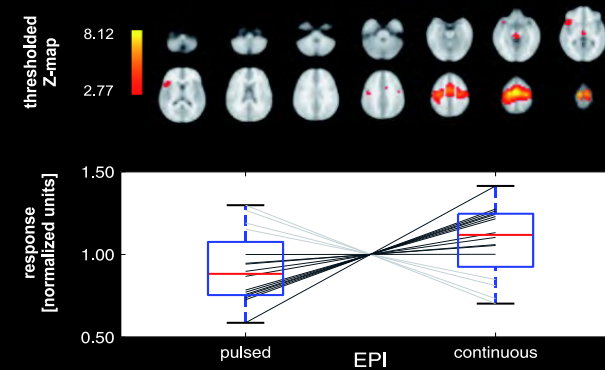 thresholded
Z-map
8.12
2.77
response
[normalized units]
1.50
1.00
0.50
pulsed
continuous
EPI